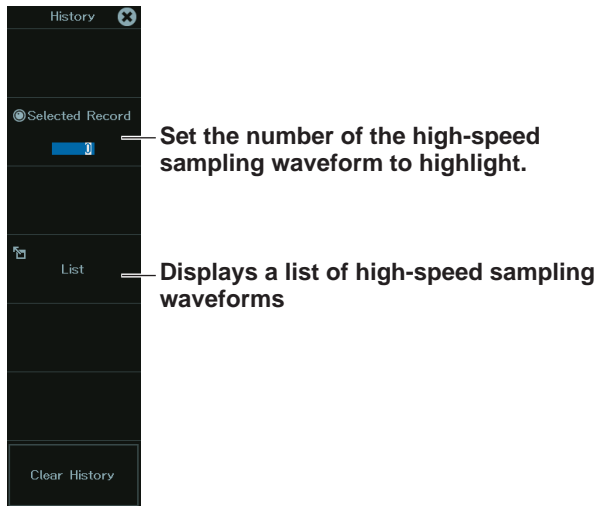 History
Selected Record
0
Set the number of the high-speed
sampling waveform to highlight.
List
Displays a list of high-speed sampling
waveforms
Clear History